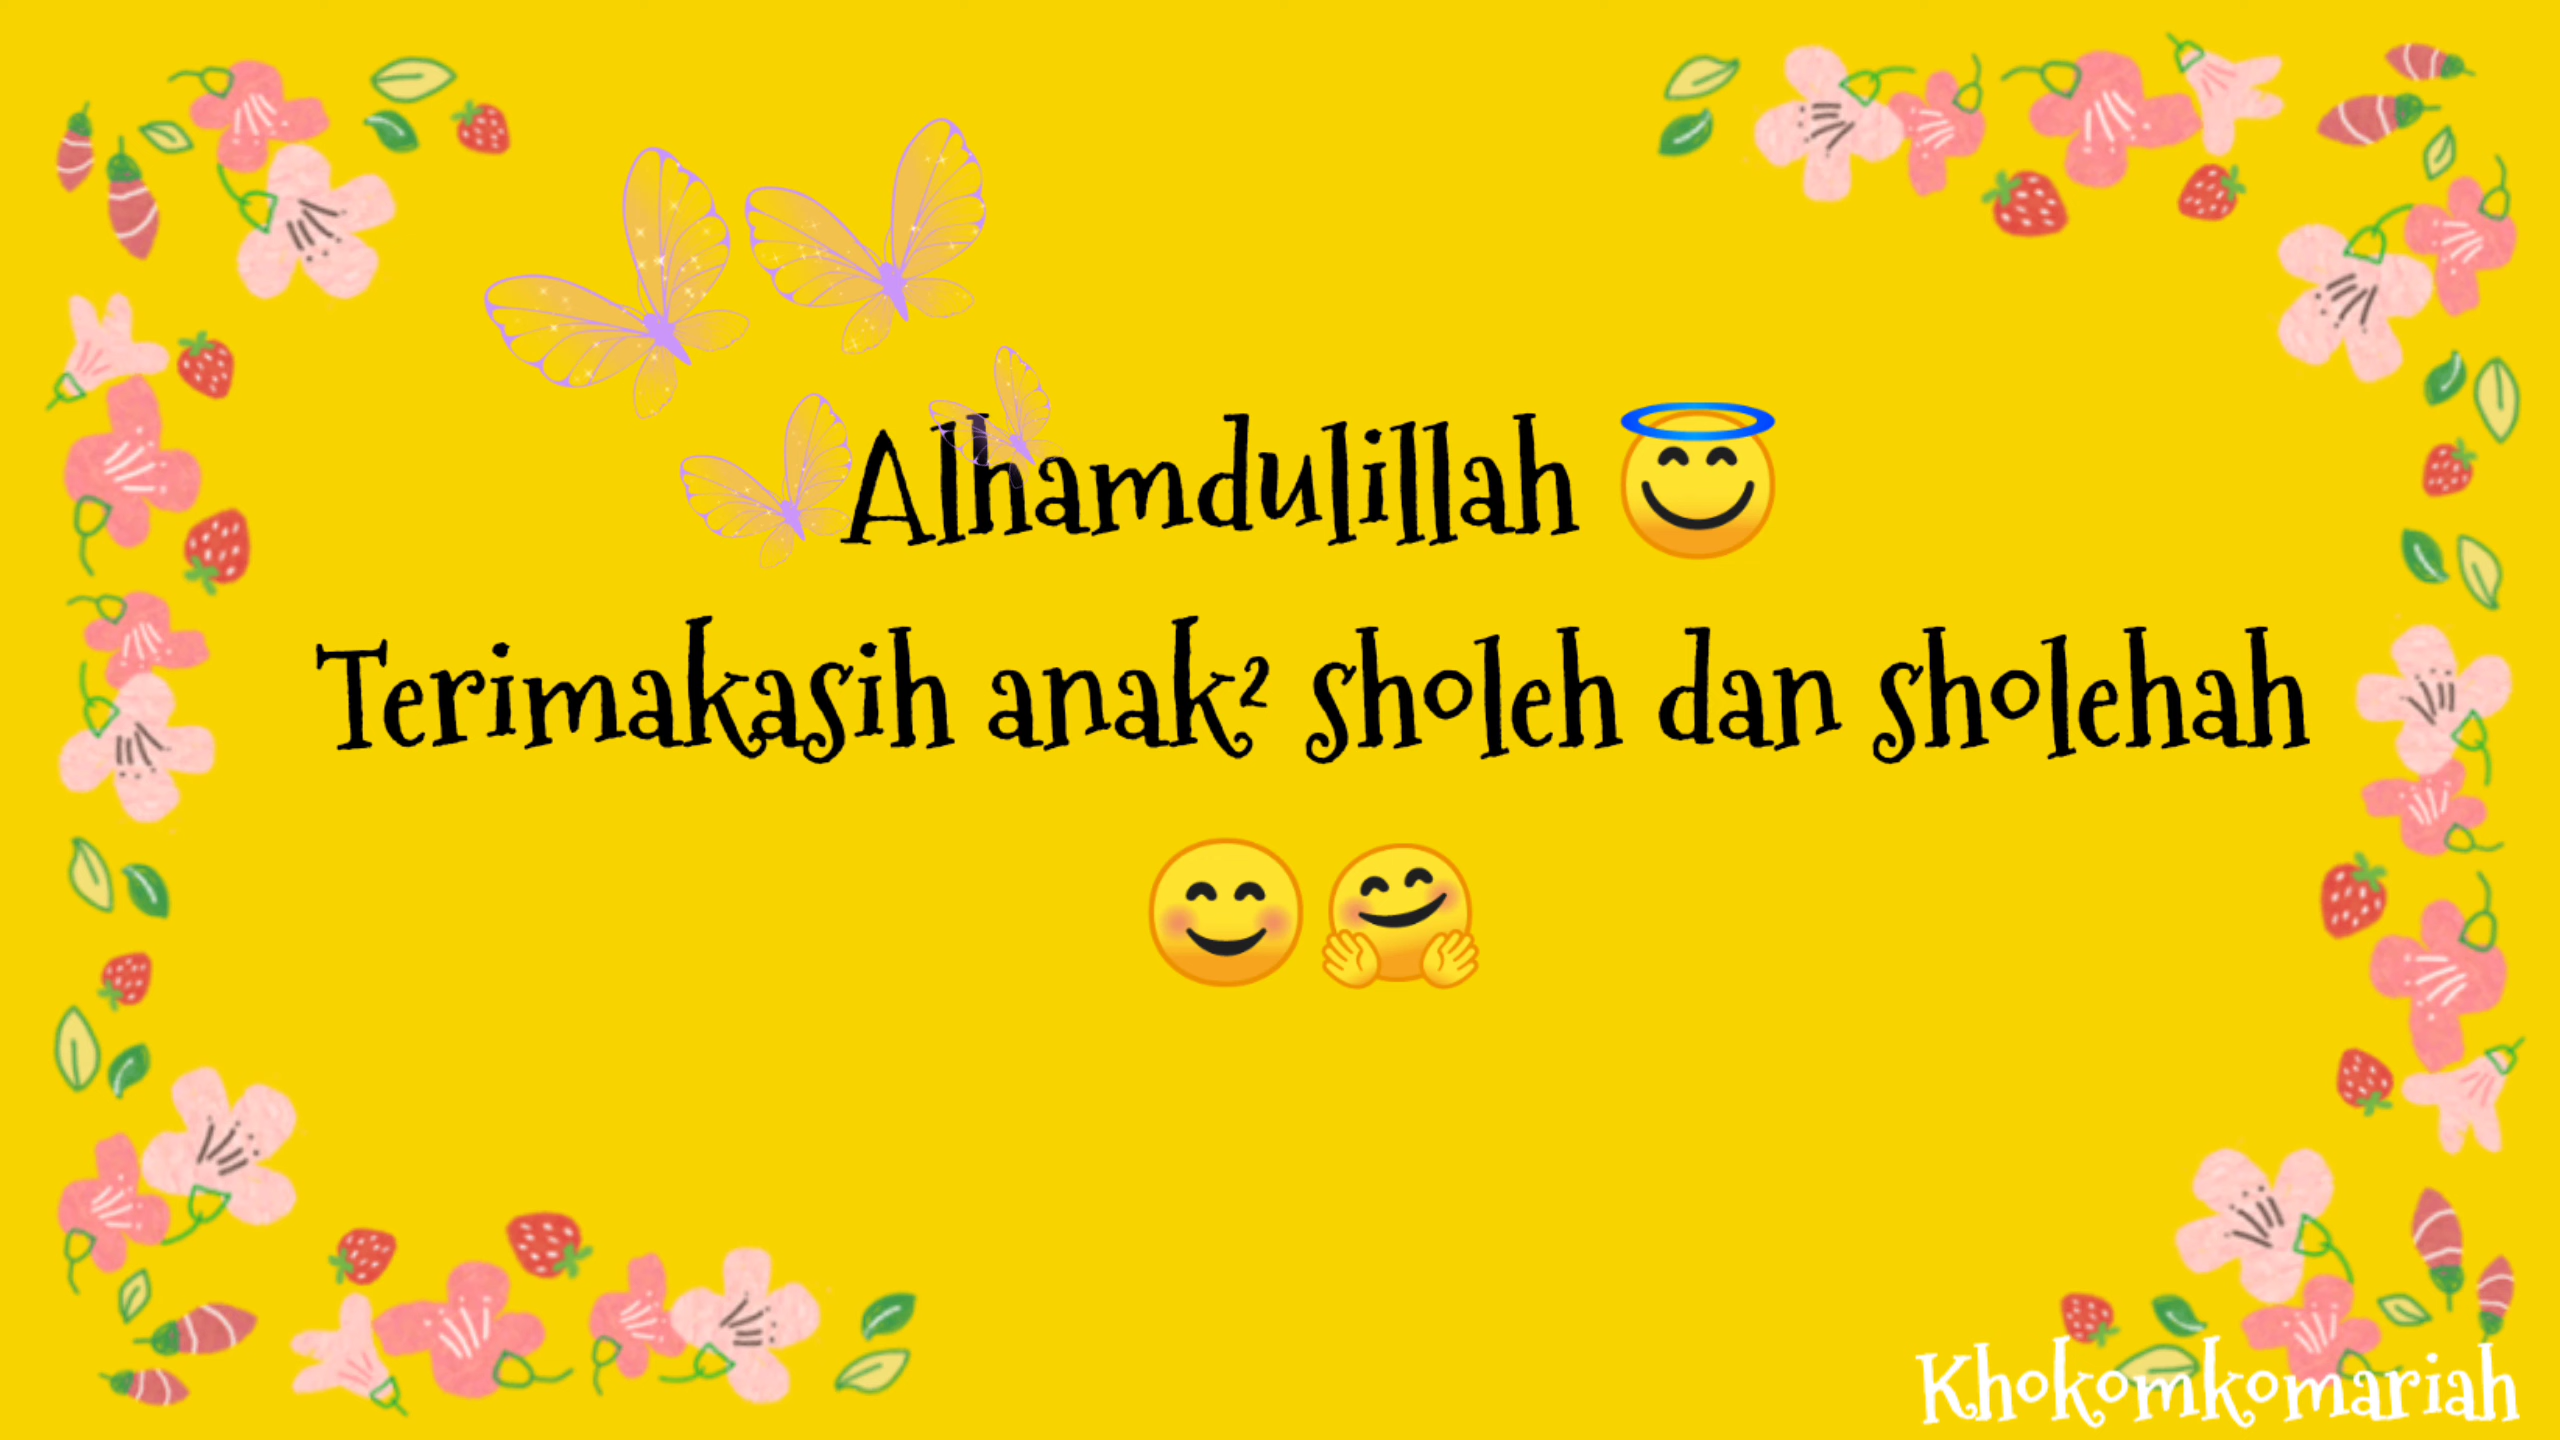 Alhamdulillah 😇
Terimakasih anak² sholeh dan sholehah
😊🤗
Khokomkomariah